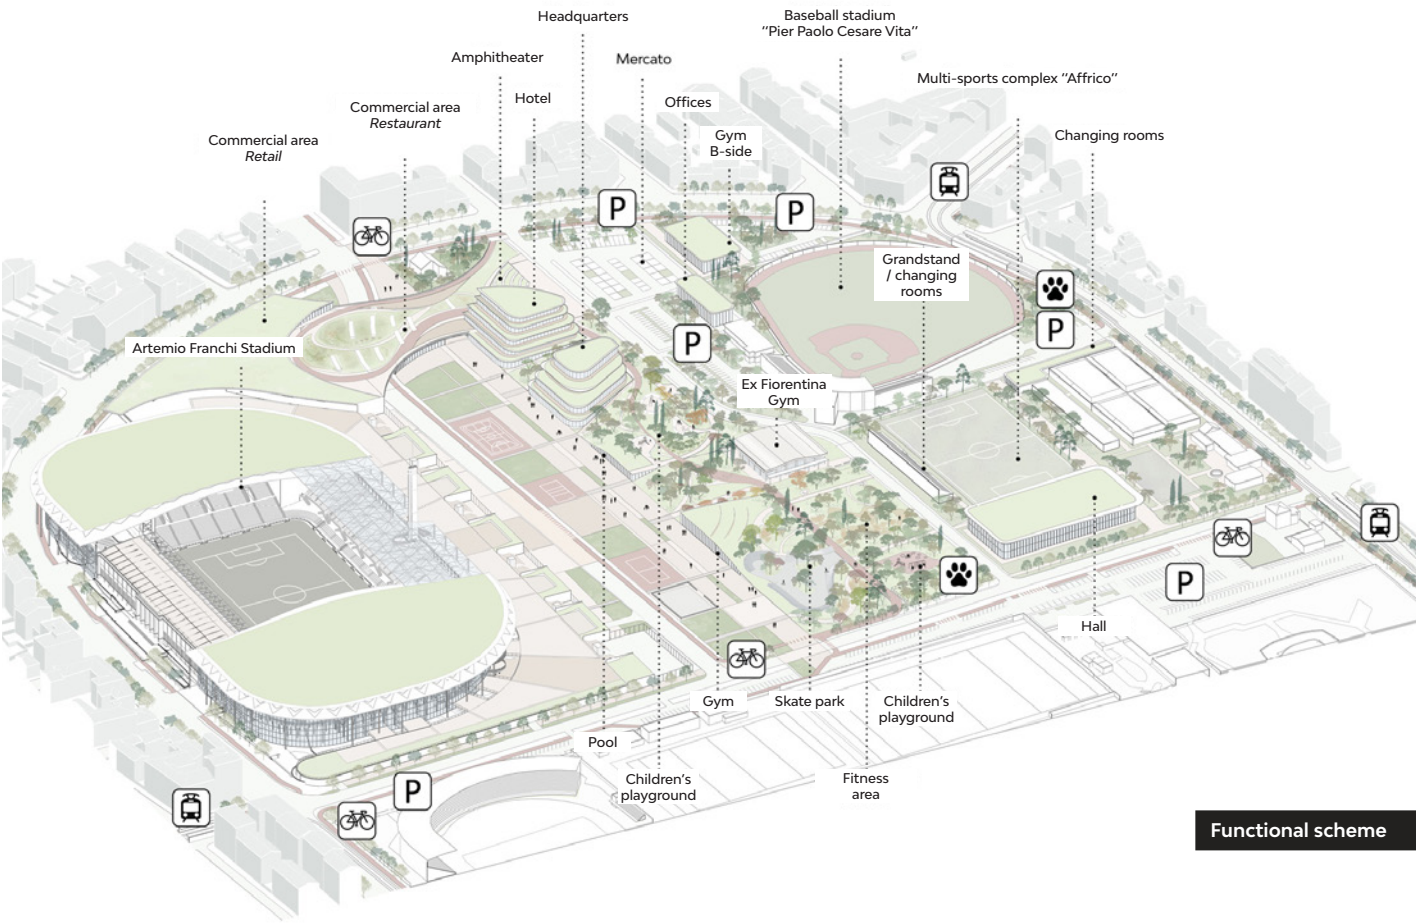 Headquarters
Baseball stadium
“Pier Paolo Cesare Vita”
Amphitheater
Mercato
Multi-sports complex “Affrico”
Hotel
Offices
Commercial area
Restaurant
Gym
B-side
Changing rooms
Commercial area
Retail
P
P
Grandstand
/ changing
rooms
P
P
Artemio Franchi Stadium
Ex Fiorentina
Gym
P
Hall
Gym
Skate park
Children’s
playground
Pool
Children’s
playground
Fitness
area
P
Functional scheme